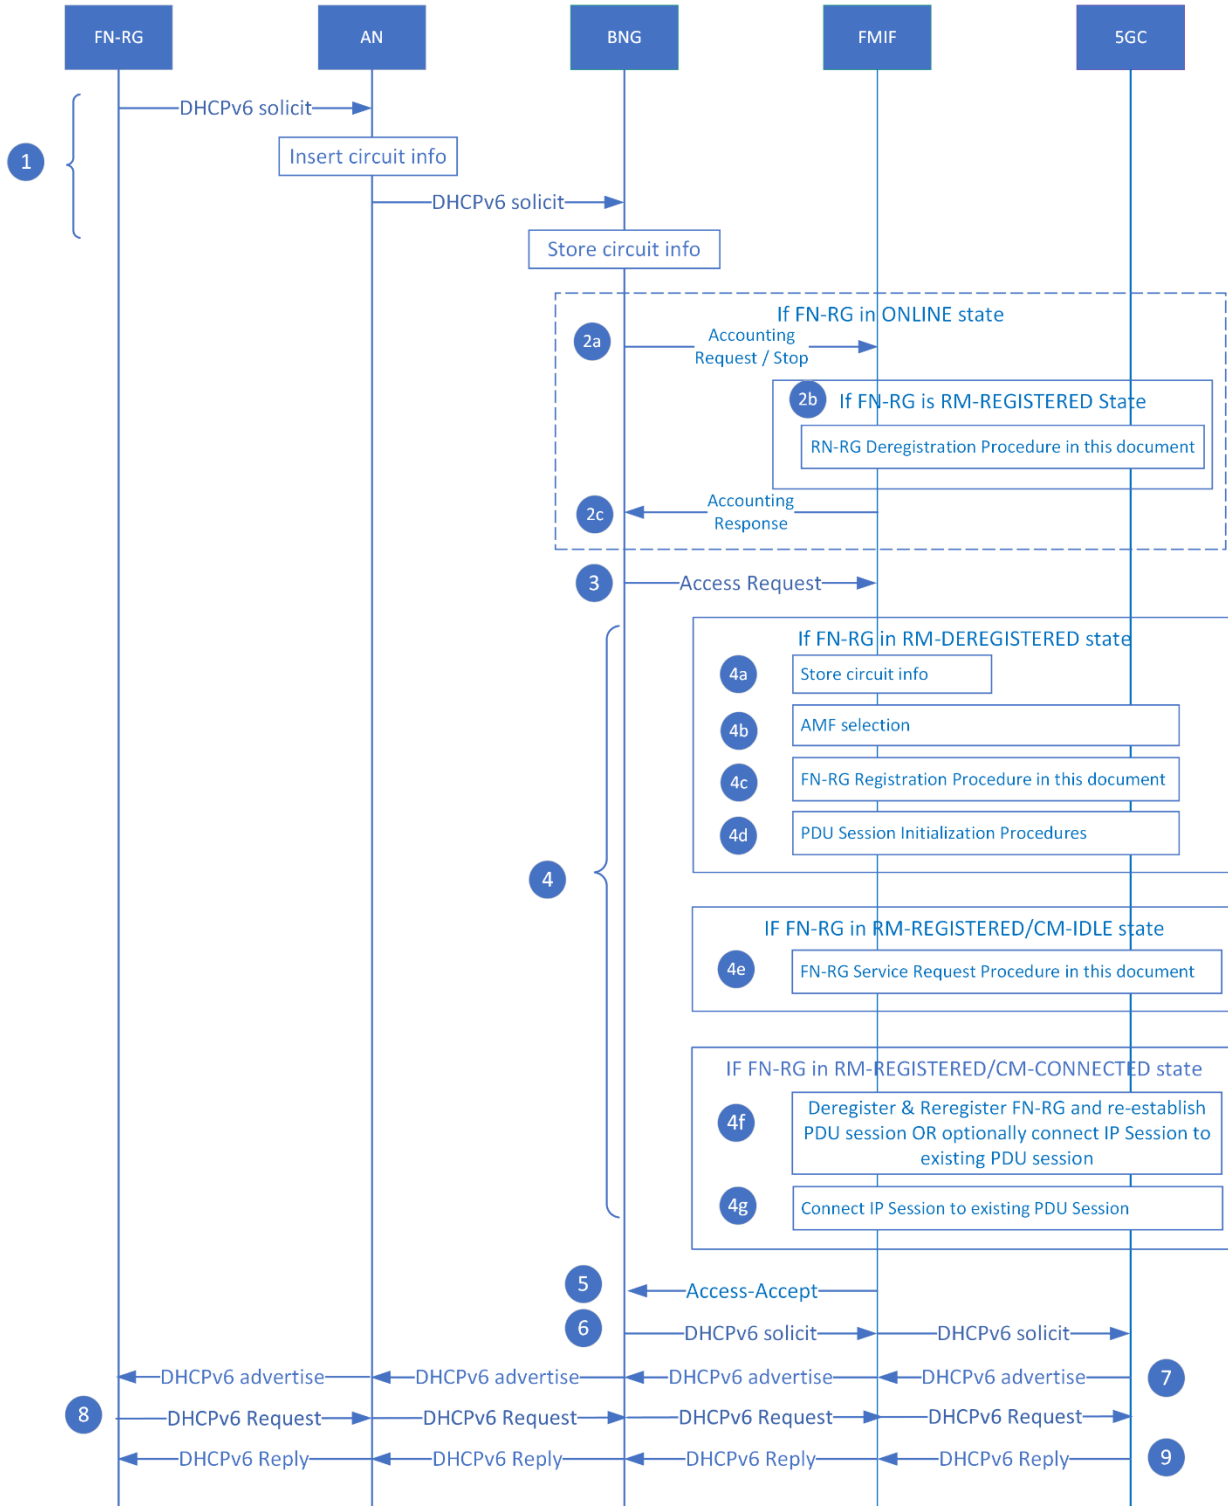 FN-RG
AN
BNG
FMIF
5GC
DHCPv6 solicit
1
Insert circuit info
DHCPv6 solicit
Store circuit info
If FN-RG in ONLINE state
2a
Accounting
Request / Stop
2b
If FN-RG is RM-REGISTERED State
RN-RG Deregistration Procedure in this document
2c
Accounting
Response
3
Access Request
If FN-RG in RM-DEREGISTERED state
4a
Store circuit info
4b
AMF selection
4c
FN-RG Registration Procedure in this document
4d
PDU Session Initialization Procedures
4
IF FN-RG in RM-REGISTERED/CM-IDLE state
4e
FN-RG Service Request Procedure in this document
IF FN-RG in RM-REGISTERED/CM-CONNECTED state
4f
Deregister & Reregister FN-RG and re-establish
PDU session OR optionally connect IP Session to
existing PDU session
4g
Connect IP Session to existing PDU Session
5
Access-Accept
6
DHCPv6 solicit
DHCPv6 solicit
DHCPv6 advertise
DHCPv6 advertise
DHCPv6 advertise
DHCPv6 advertise
7
8
DHCPv6 Request
DHCPv6 Request
DHCPv6 Request
DHCPv6 Request
DHCPv6 Reply
DHCPv6 Reply
DHCPv6 Reply
DHCPv6 Reply
9